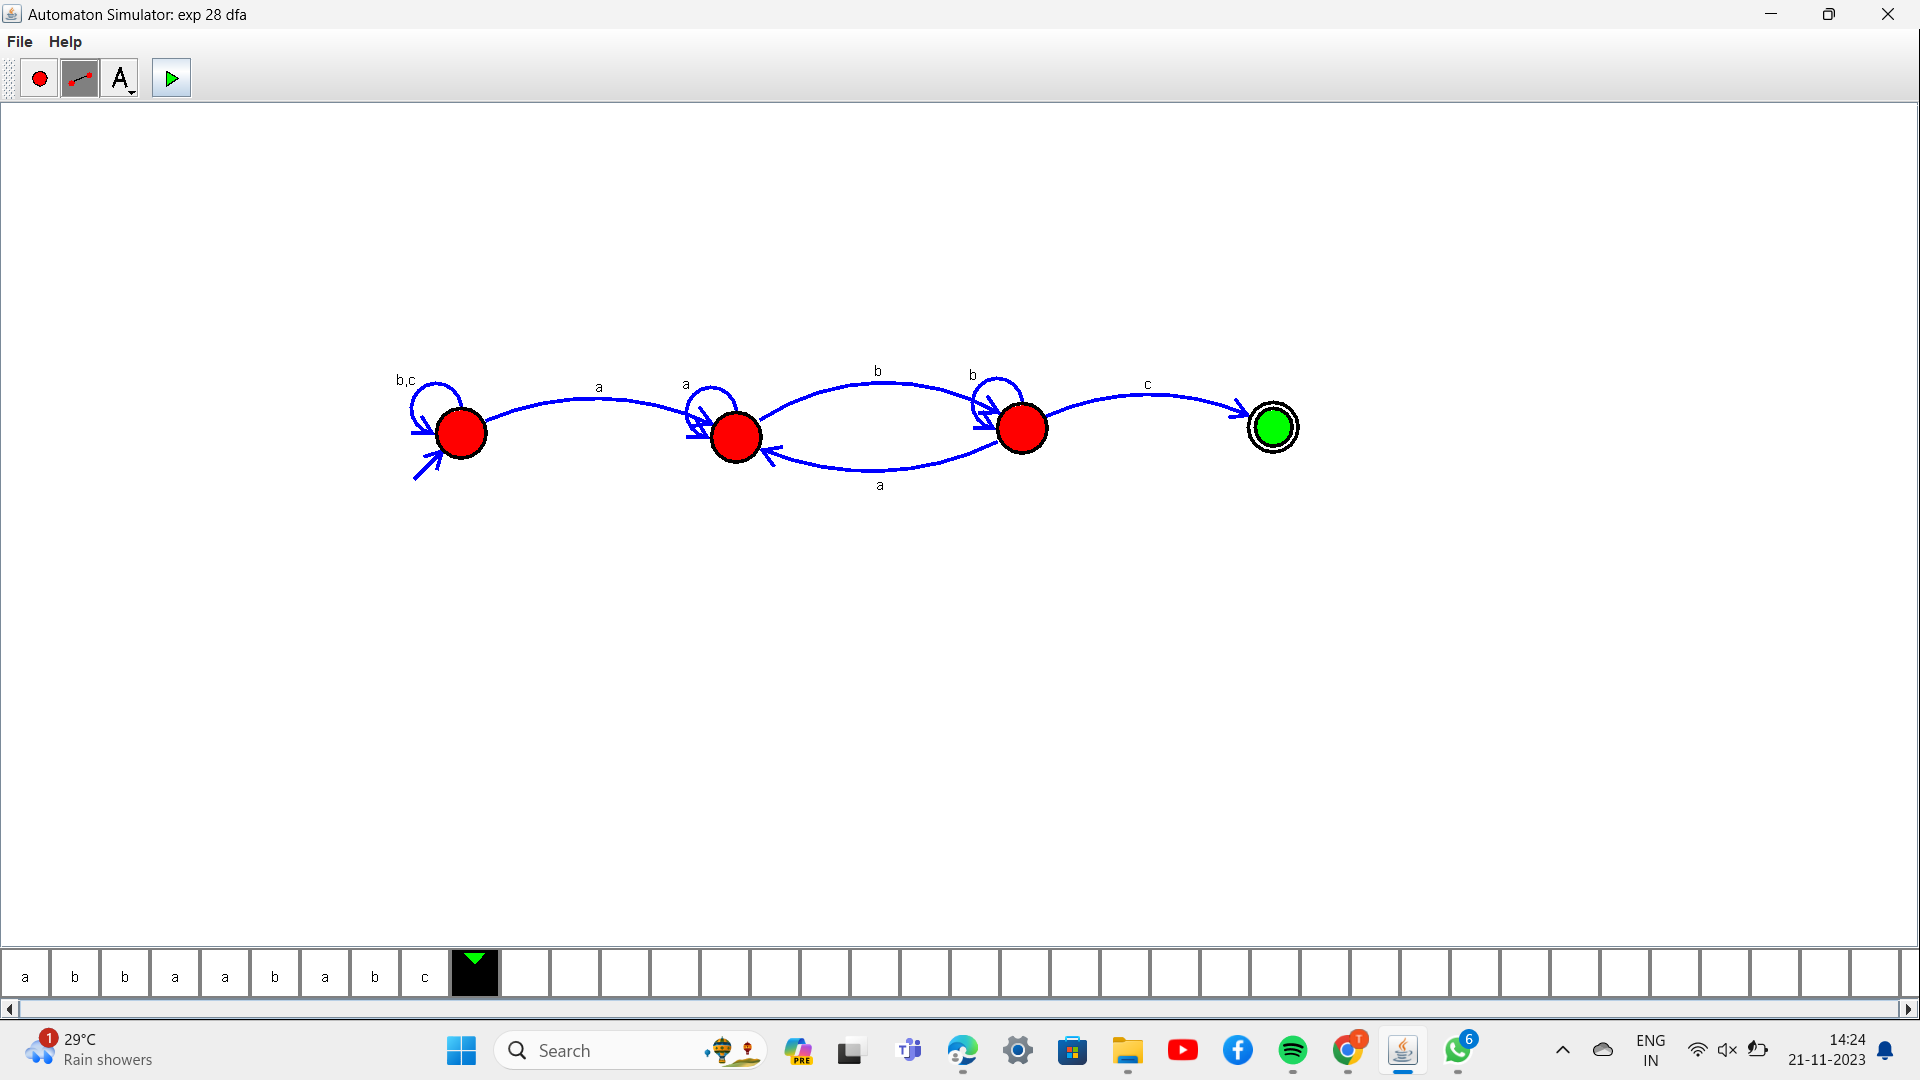 Automaton Simulator: exp 28 dfa
File Help
A
b,c
a
a
b
b
c
a
a b b a a b a b c
1
29°C
Rain showers
Search
PRE
T
6
ENG
IN
14:24
21-11-2023